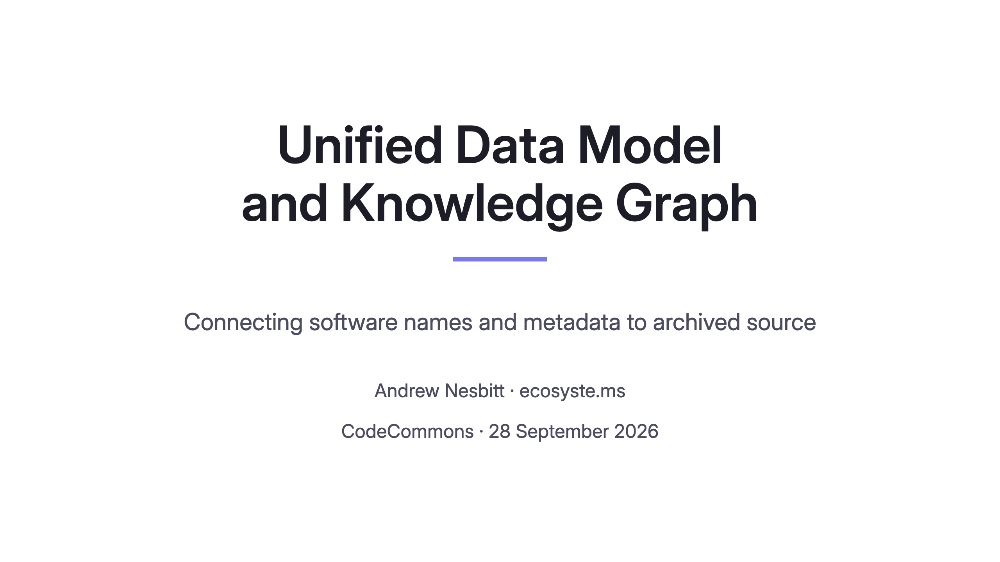 Unified Data Model
and Knowledge Graph
Connecting software names and metadata to archived source
Andrew Nesbitt · ecosyste.ms
CodeCommons · 28 September 2026